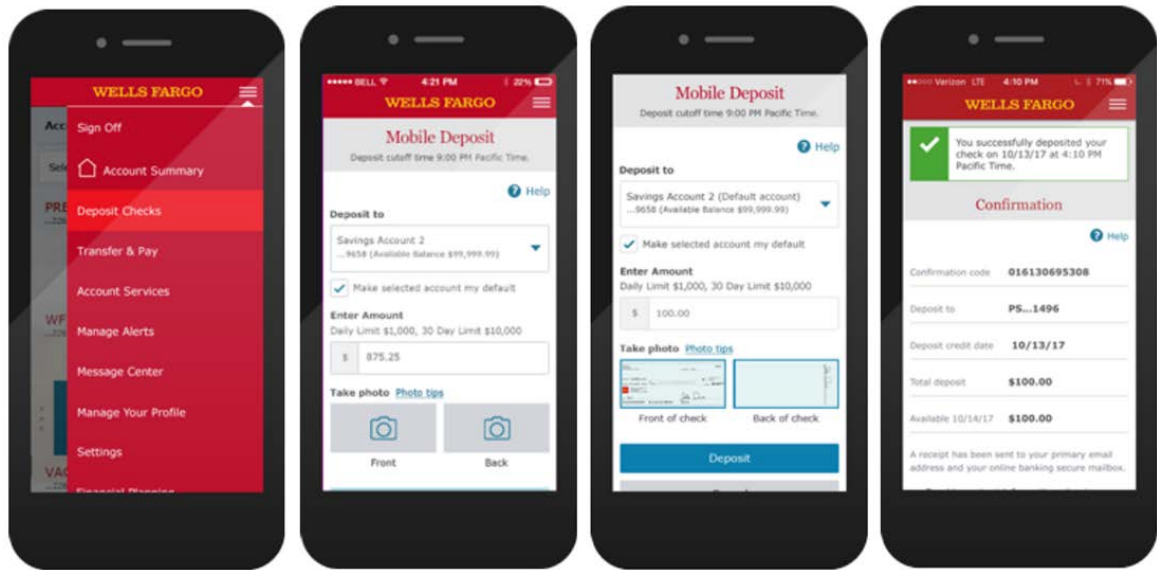 WELLS FARGO
Acc
Sign Off
Sele
Account Summary
PRE
Deposit Checks
Transfer & Pay
Account Services
WF
Manage Alerts
Message Center
Manage Your Profile
Settings
VAC
Financial Planning
BELL 4:21 PM 22%
WELLS FARGO
Mobile Deposit
Deposit cutoff time 9:00 PM Pacific Time.
Help
Deposit to
Savings Account 2
...9658 (Available Balance $99,999.99)
Make selected account my default
Enter Amount
Daily Limit $1,000, 30 Day Limit $10,000
$ 875.25
Take photo Photo tips
Front Back
Mobile Deposit
Deposit cutoff time 9:00 PM Pacific Time.
Help
Deposit to
Savings Account 2 (Default account)
...9658 (Available Balance $99,999.99)
Make selected account my default
Enter Amount
Daily Limit $1,000, 30 Day Limit $10,000
$ 100.00
Take photo Photo tips
Front of check Back of check
Deposit
Verizon LTE 4:10 PM 71%
WELLS FARGO
You successfully deposited your
check on 10/13/17 at 4:10 PM
Pacific Time.
Confirmation
Help
Confirmation code 016130695308
Deposit to PS...1496
Deposit credit date 10/13/17
Total deposit $100.00
Available 10/14/17 $100.00
A receipt has been sent to your primary email
address and your online banking secure mailbox.